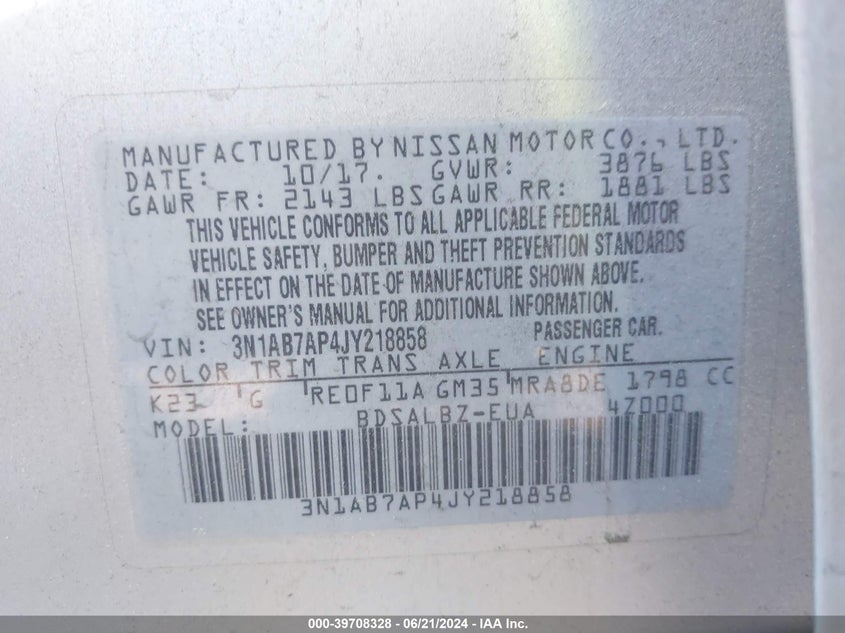 MANUFACTURED BY NISSAN MOTOR CO., LTD.
DATE: 10/17. GVWR: 3876 LBS
GAWR FR: 2143 LBS GAWR RR: 1881 LBS
THIS VEHICLE CONFORMS TO ALL APPLICABLE FEDERAL MOTOR
VEHICLE SAFETY, BUMPER AND THEFT PREVENTION STANDARDS
IN EFFECT ON THE DATE OF MANUFACTURE SHOWN ABOVE.
SEE OWNER'S MANUAL FOR ADDITIONAL INFORMATION.
VIN: 3N1AB7AP4JY218858 PASSENGER CAR.
COLOR TRIM TRANS AXLE ENGINE
K23 G RE0F11A GM35 MRA8DE 1798 CC
MODEL: BDSALBZ-EUA 4Z000
3N1AB7AP4JY218858
000-39708328 - 06/21/2024 - IAA Inc.